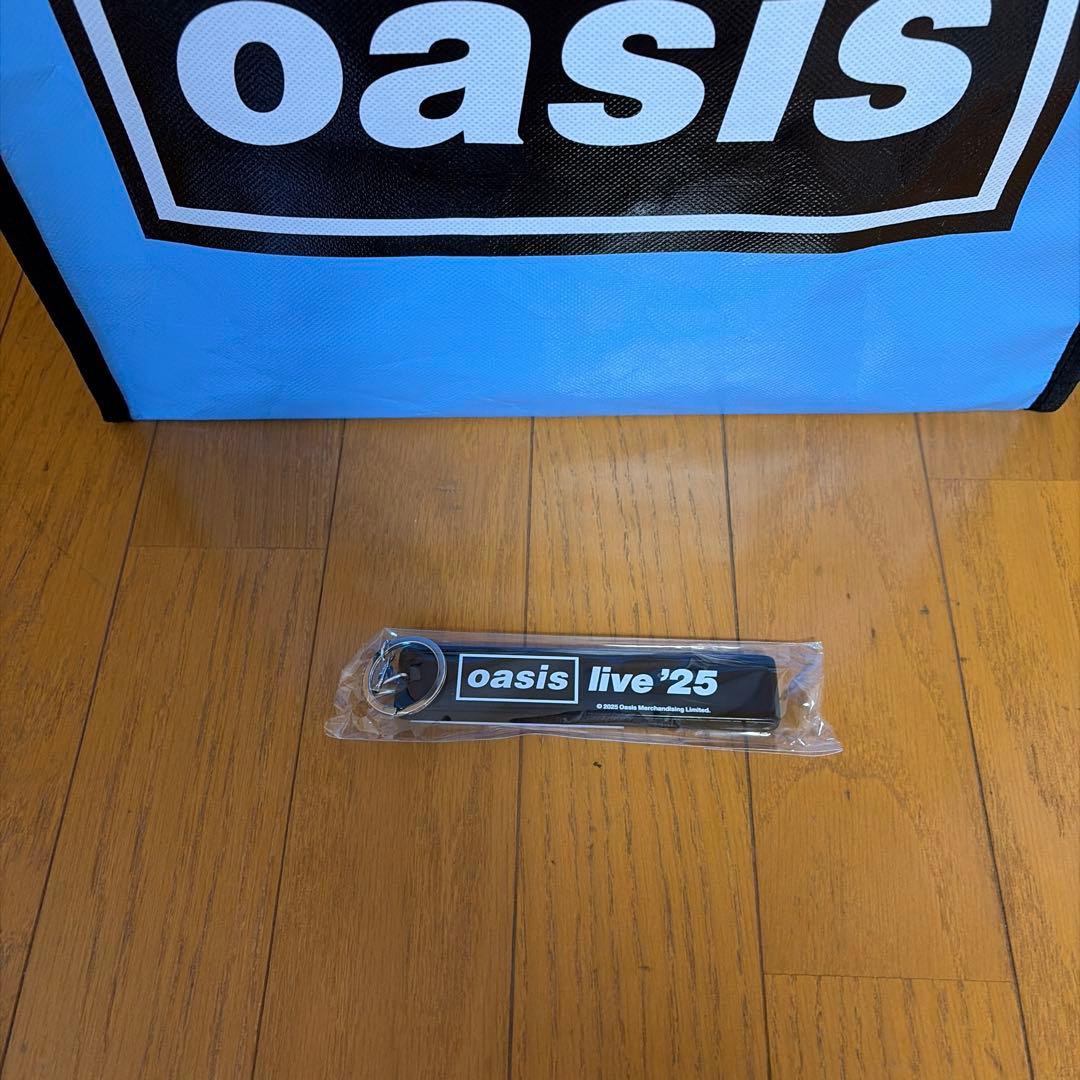 oasis
oasis live '25
© 2025 Oasis Merchandising Limited.